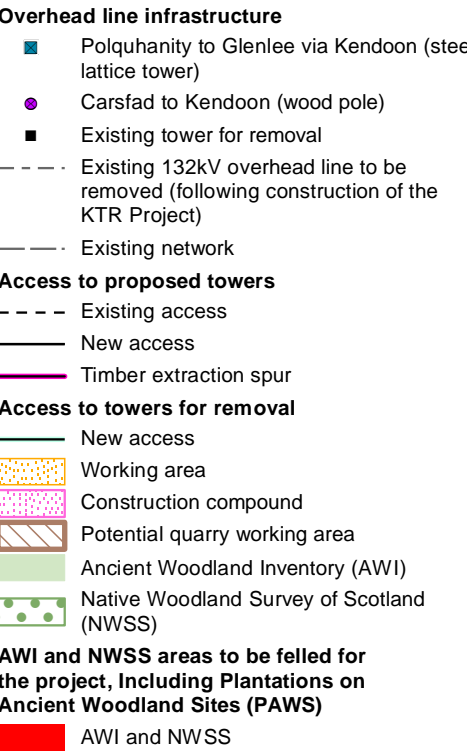 Overhead line infrastructure
Polquhanity to Glenlee via Kendoon (stee
lattice tower)
Carsfad to Kendoon (wood pole)
Existing tower for removal
Existing 132kV overhead line to be
removed (following construction of the
KTR Project)
Existing network
Access to proposed towers
Existing access
New access
Timber extraction spur
Access to towers for removal
New access
Working area
Construction compound
Potential quarry working area
Ancient Woodland Inventory (AWI)
Native Woodland Survey of Scotland
(NWSS)
AWI and NWSS areas to be felled for
the project, Including Plantations on
Ancient Woodland Sites (PAWS)
AWI and NWSS